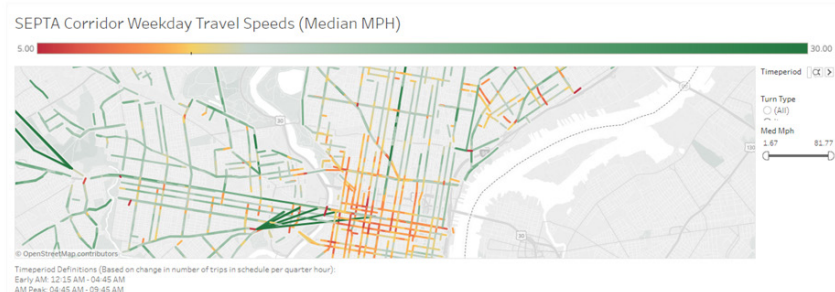 SEPTA Corridor Weekday Travel Speeds (Median MPH)
5.00 30.00
Timeperiod
Turn Type
(All)
Med Mph
1.67 81.77
© OpenStreetMap contributors
Timeperiod Definitions (Based on change in number of trips in schedule per quarter hour):
Early AM: 12:15 AM - 04:45 AM
AM Peak: 04:45 AM - 09:45 AM